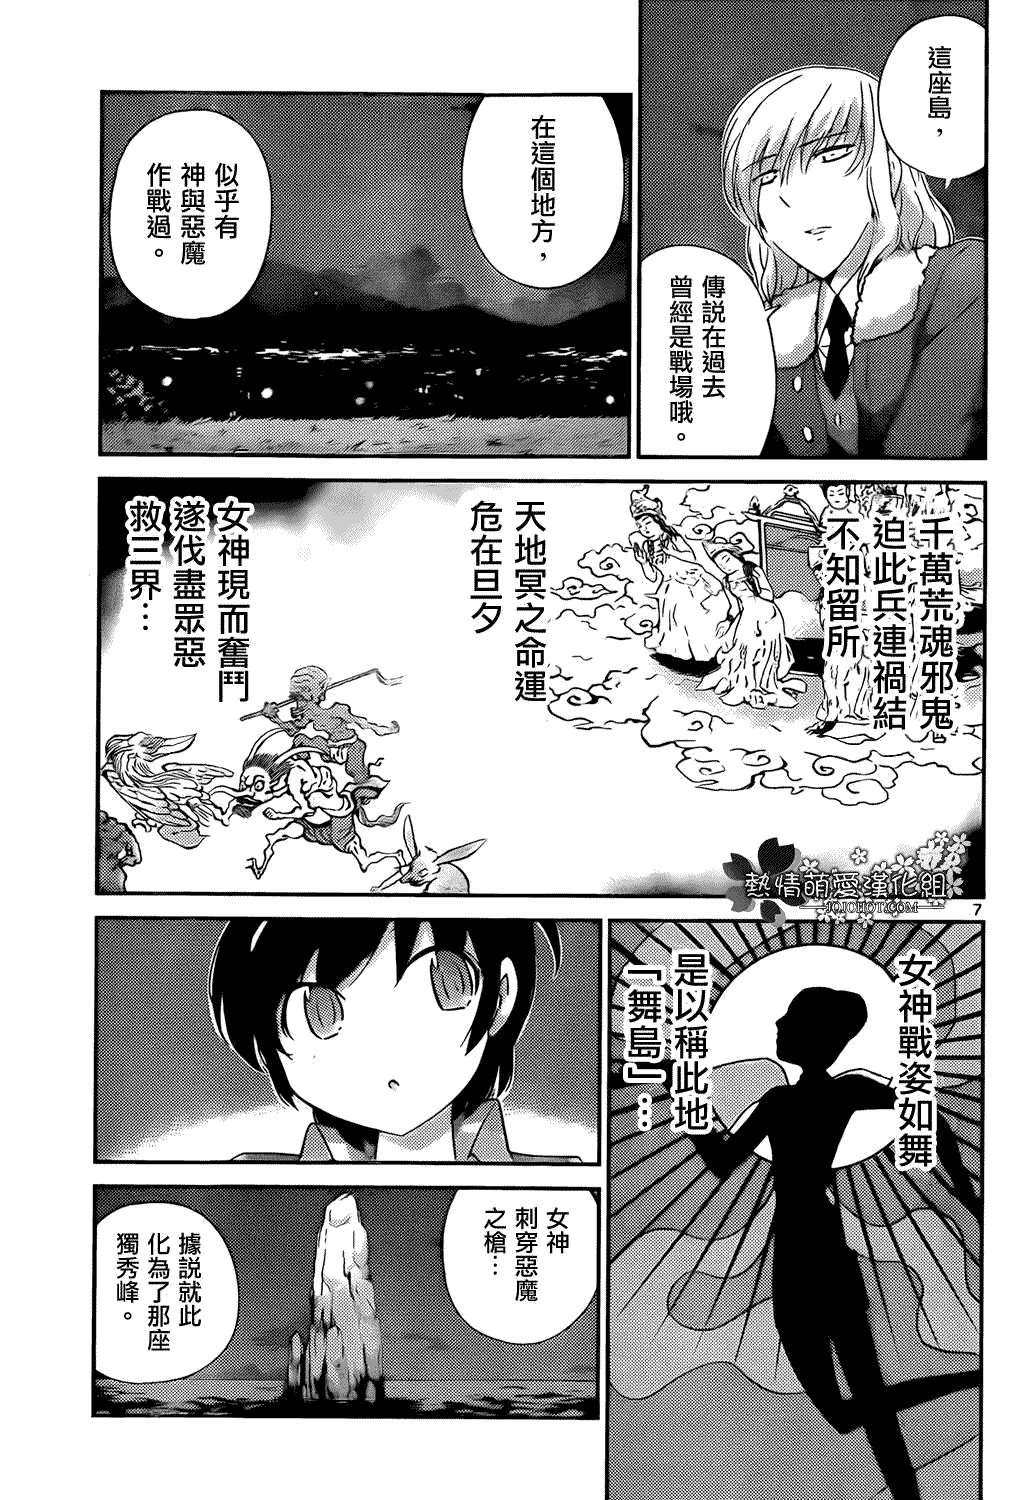 這座島，
傳説在過去
曾經是戰場哦。
在這個地方，
似乎有
神與惡魔
作戰過。
千萬荒魂邪鬼
迫此兵連禍結
不知留所
天地冥之命運
危在旦夕
女神現而奮鬥
遂伐盡眾惡
救三界…
熱情萌愛漢化組
JOJOHOT.COM
7
女神戰姿如舞
是以稱此地
「舞島」…
女神
刺穿惡魔
之槍…
據説就此
化為了那座
獨秀峰。